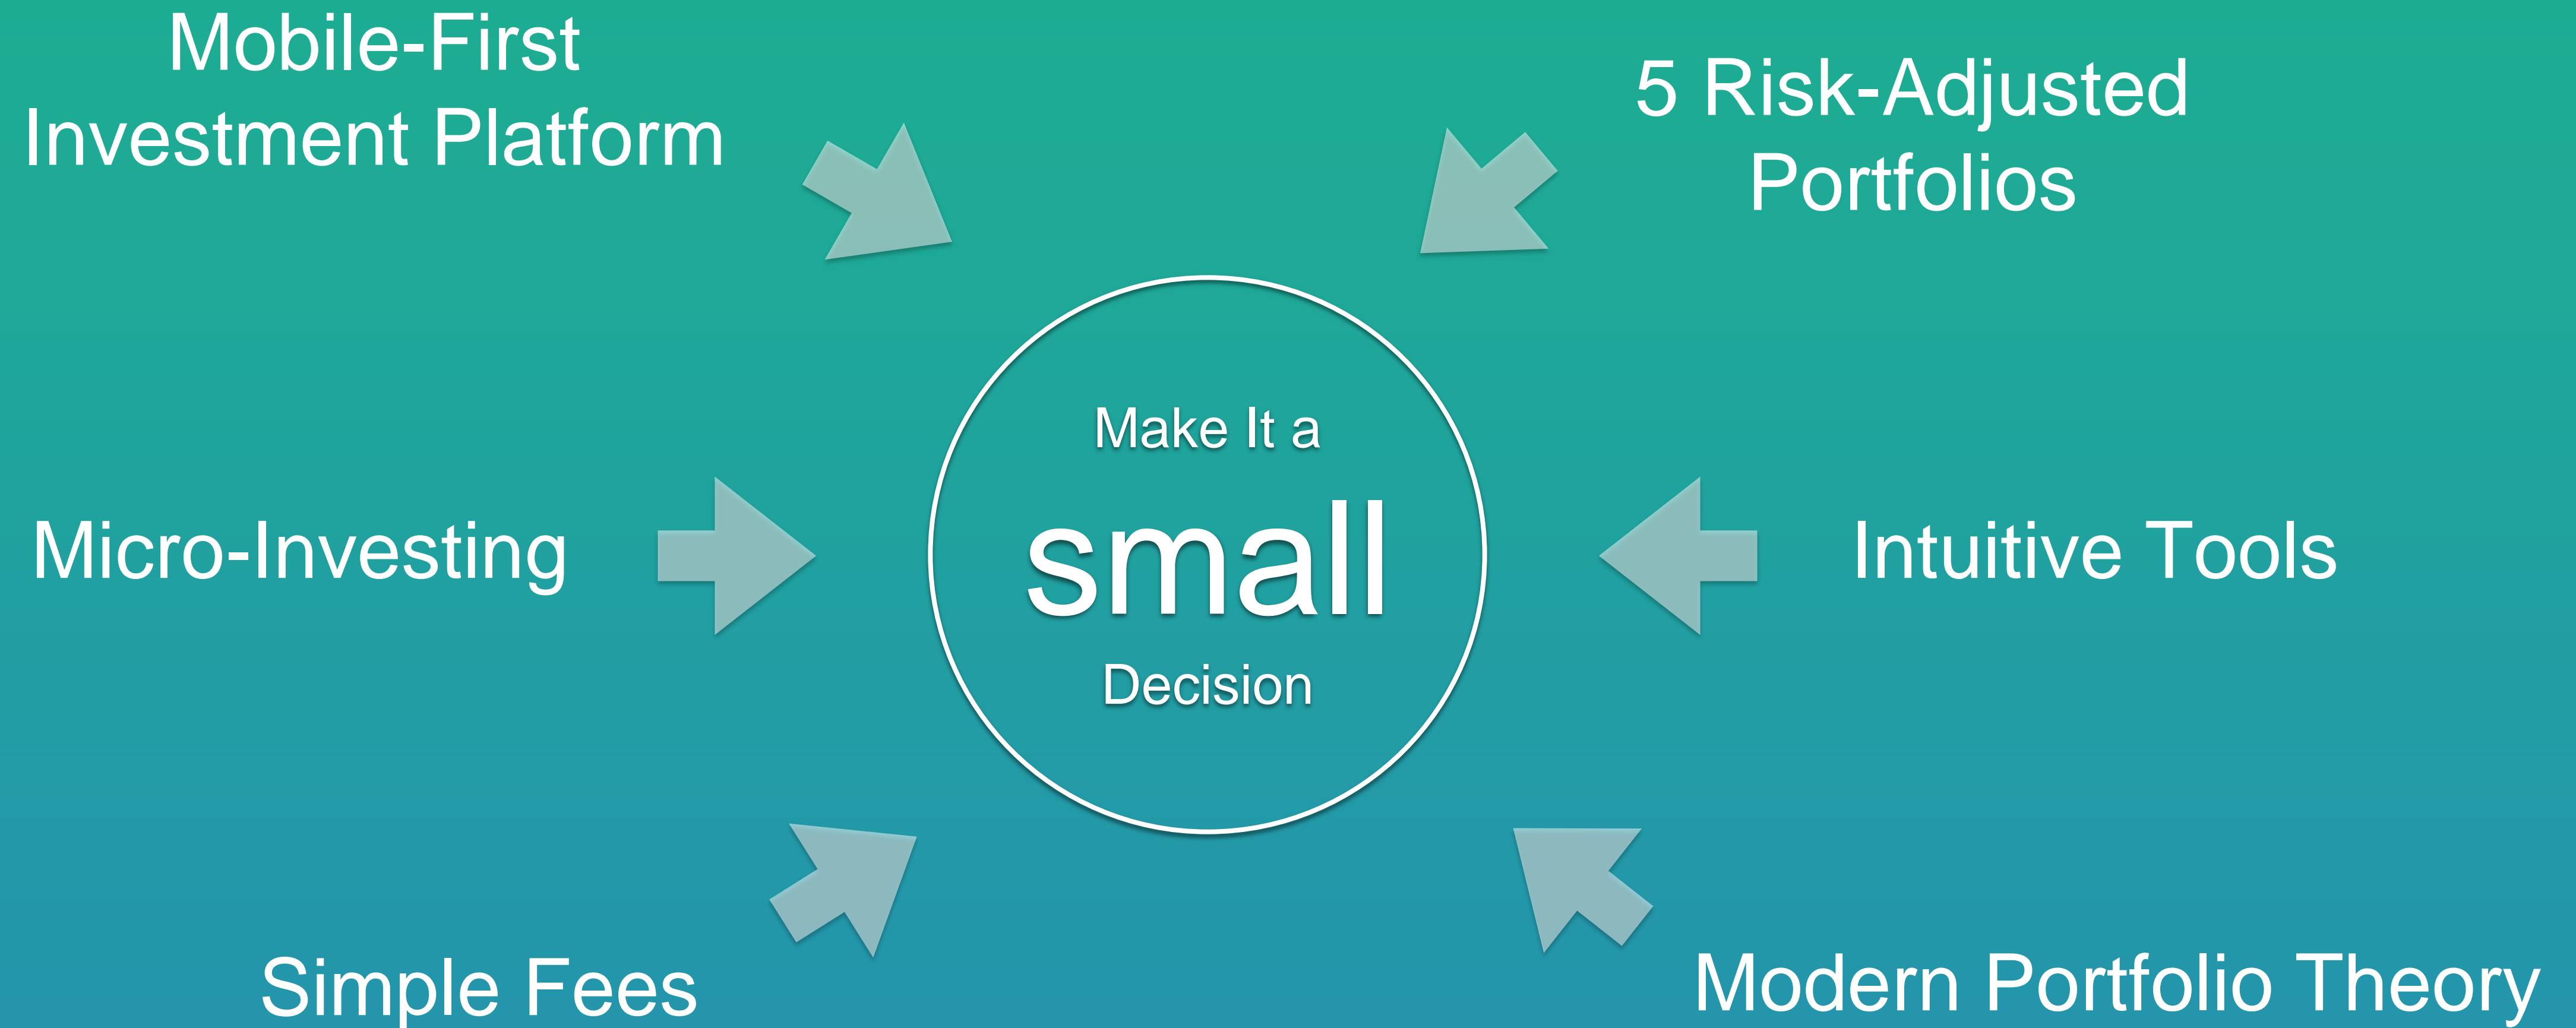 Mobile-First
Investment Platform
5 Risk-Adjusted
Portfolios
Make It a
small
Decision
Micro-Investing
Intuitive Tools
Simple Fees
Modern Portfolio Theory